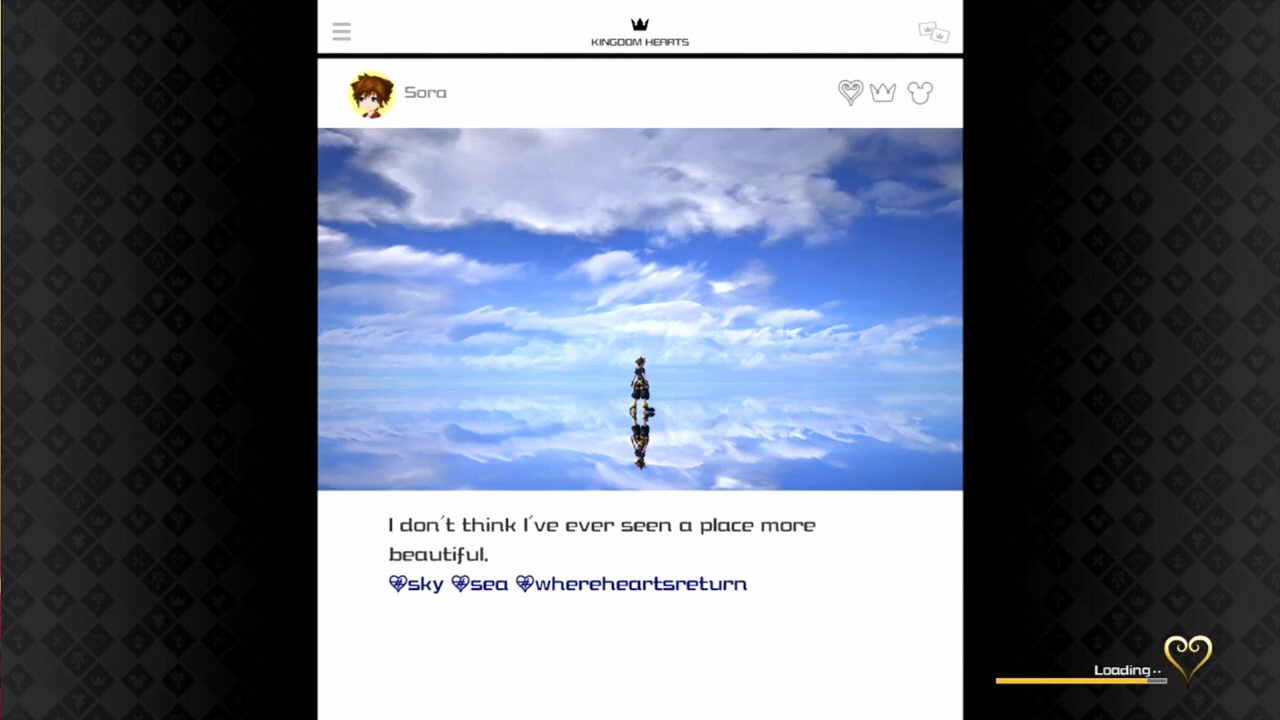 KINGDOM HEARTS
Sora
I don't think I've ever seen a place more
beautiful.
#sky #sea #whereheartsreturn
Loading..